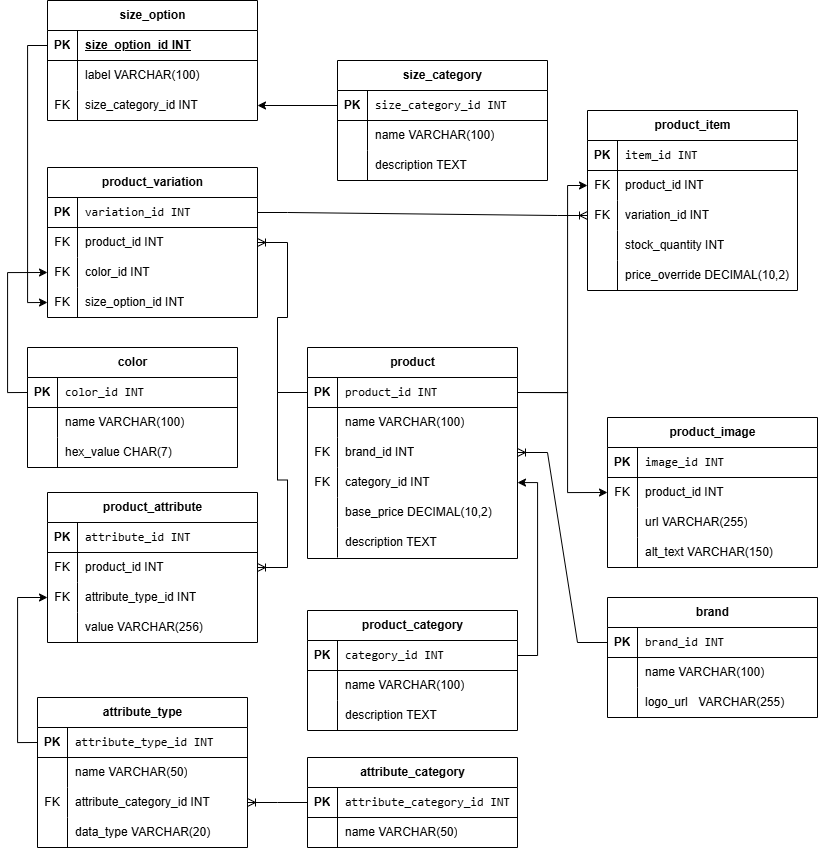 size_option
PK size_option_id INT
label VARCHAR(100)
FK size_category_id INT
size_category
PK size_category_id INT
name VARCHAR(100)
description TEXT
product_item
PK item_id INT
FK product_id INT
FK variation_id INT
stock_quantity INT
price_override DECIMAL(10,2)
product_variation
PK variation_id INT
FK product_id INT
FK color_id INT
FK size_option_id INT
color
PK color_id INT
name VARCHAR(100)
hex_value CHAR(7)
product
PK product_id INT
name VARCHAR(100)
FK brand_id INT
FK category_id INT
base_price DECIMAL(10,2)
description TEXT
product_image
PK image_id INT
FK product_id INT
url VARCHAR(255)
alt_text VARCHAR(150)
product_attribute
PK attribute_id INT
FK product_id INT
FK attribute_type_id INT
value VARCHAR(256)
product_category
PK category_id INT
name VARCHAR(100)
description TEXT
brand
PK brand_id INT
name VARCHAR(100)
logo_url VARCHAR(255)
attribute_type
PK attribute_type_id INT
name VARCHAR(50)
FK attribute_category_id INT
data_type VARCHAR(20)
attribute_category
PK attribute_category_id INT
name VARCHAR(50)